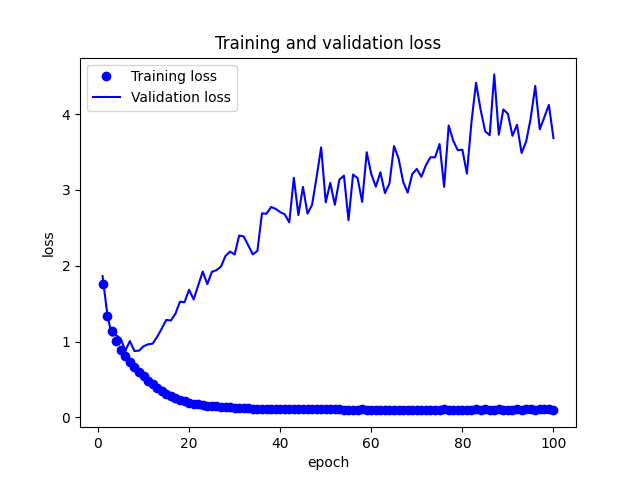 Training and validation loss
Training loss
Validation loss
4
3
2
1
0
loss
0 20 40 60 80 100
epoch